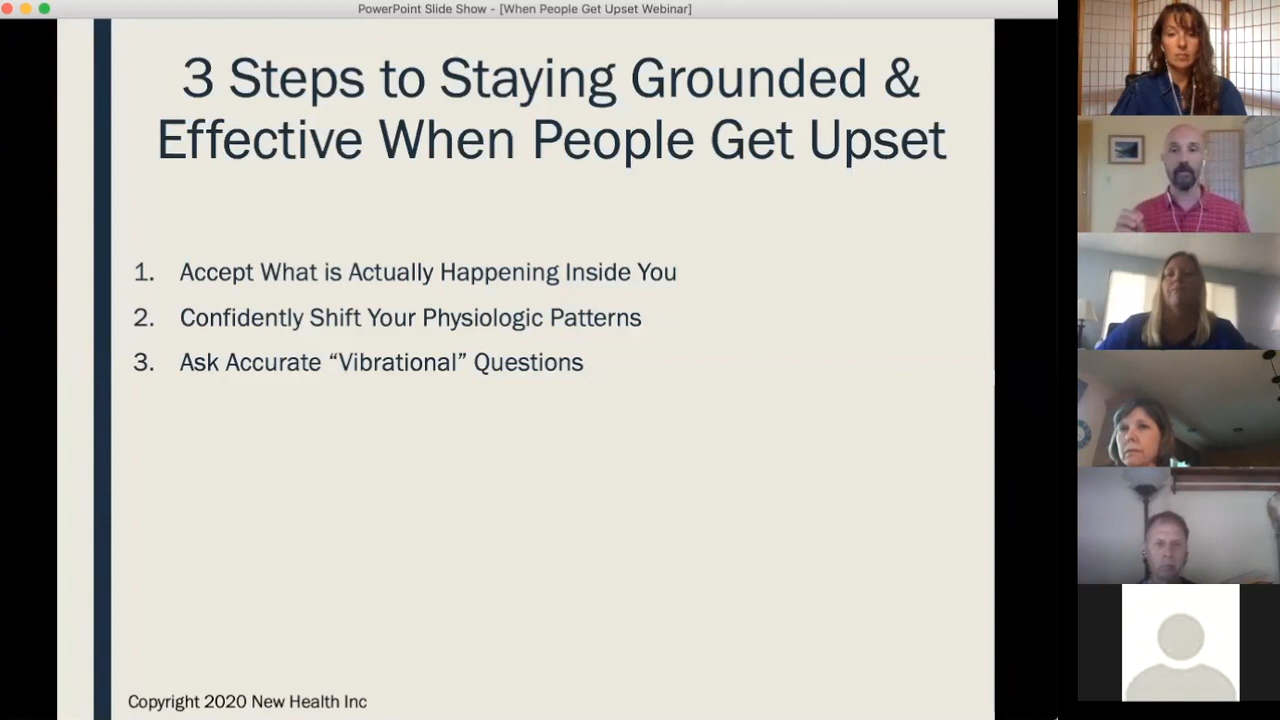 PowerPoint Slide Show - [When People Get Upset Webinar]
3 Steps to Staying Grounded &
Effective When People Get Upset
1. Accept What is Actually Happening Inside You
2. Confidently Shift Your Physiologic Patterns
3. Ask Accurate “Vibrational” Questions
Copyright 2020 New Health Inc